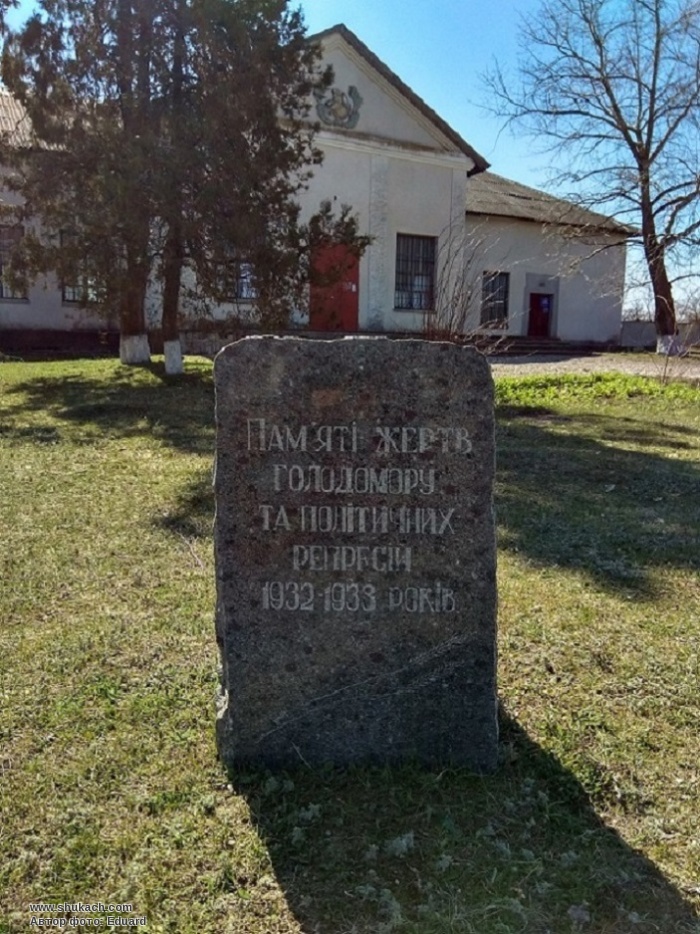 Пам'яті жертв
голодомору
та політичних
репресій
1932-1933 років
www.shukach.com
Автор фото: Eduard